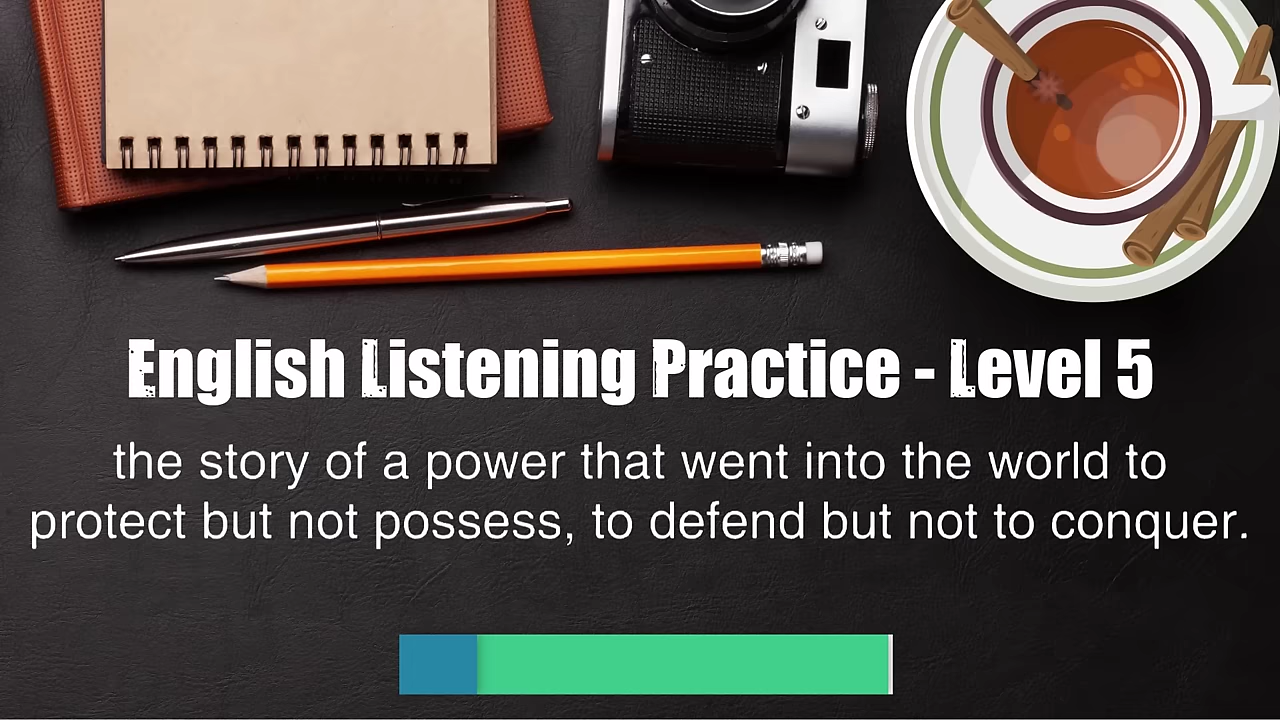 English Listening Practice - Level 5
the story of a power that went into the world to
protect but not possess, to defend but not to conquer.